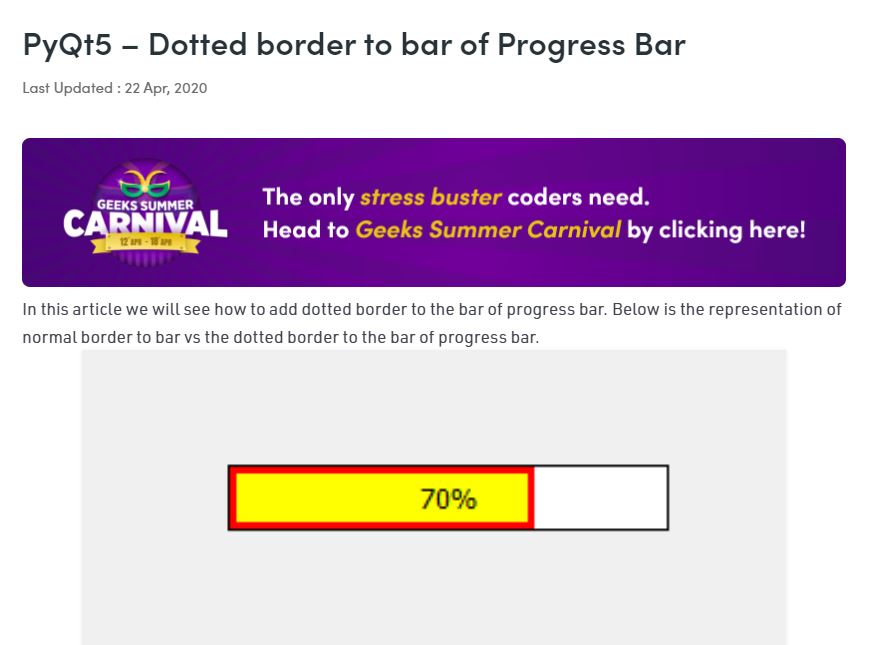 PyQt5 – Dotted border to bar of Progress Bar
Last Updated : 22 Apr, 2020
GEEKS SUMMER
CARNIVAL
12 APR - 18 APR
The only stress buster coders need.
Head to Geeks Summer Carnival by clicking here!
In this article we will see how to add dotted border to the bar of progress bar. Below is the representation of
normal border to bar vs the dotted border to the bar of progress bar.
70%